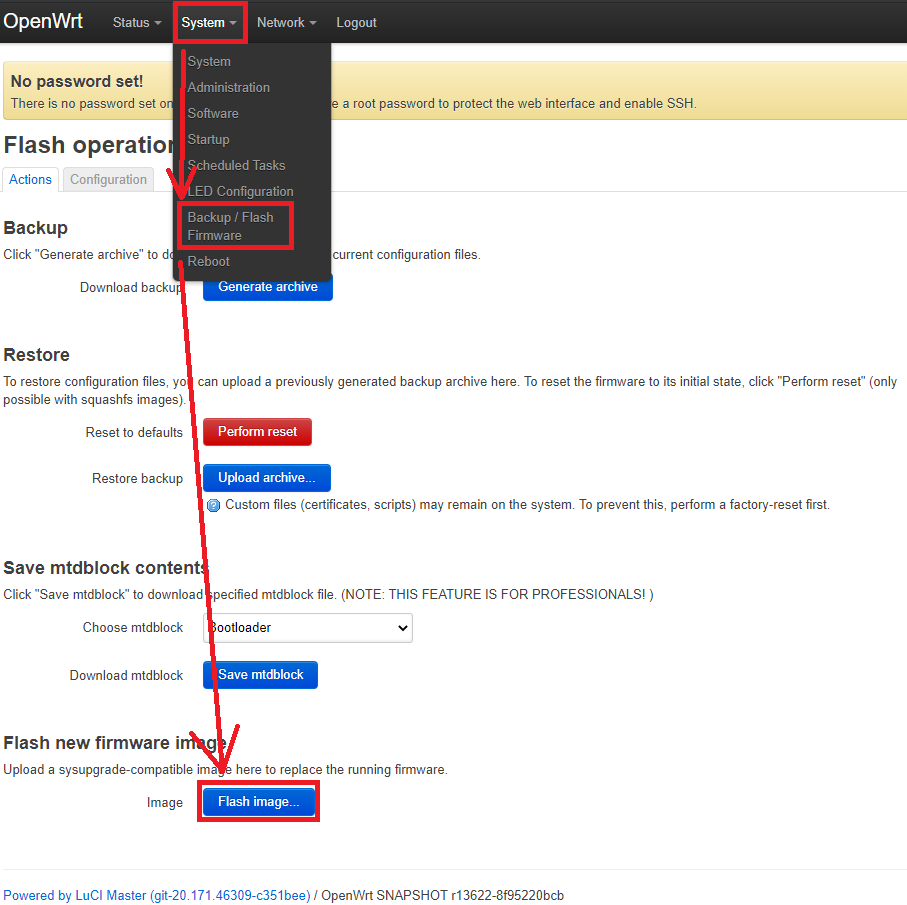 OpenWrt Status System Network Logout
System
Administration
Software
Startup
Scheduled Tasks
LED Configuration
Backup / Flash
Firmware
Reboot
No password set!
There is no password set on e a root password to protect the web interface and enable SSH.
Flash operation
Actions Configuration
Backup
Click "Generate archive" to do current configuration files.
Download backup Generate archive
Restore
To restore configuration files, you can upload a previously generated backup archive here. To reset the firmware to its initial state, click "Perform reset" (only
possible with squashfs images).
Reset to defaults Perform reset
Restore backup Upload archive...
Custom files (certificates, scripts) may remain on the system. To prevent this, perform a factory-reset first.
Save mtdblock contents
Click "Save mtdblock" to download specified mtdblock file. (NOTE: THIS FEATURE IS FOR PROFESSIONALS! )
Choose mtdblock Bootloader
Download mtdblock Save mtdblock
Flash new firmware image
Upload a sysupgrade-compatible image here to replace the running firmware.
Image Flash image...
Powered by LuCI Master (git-20.171.46309-c351bee) / OpenWrt SNAPSHOT r13622-8f95220bcb